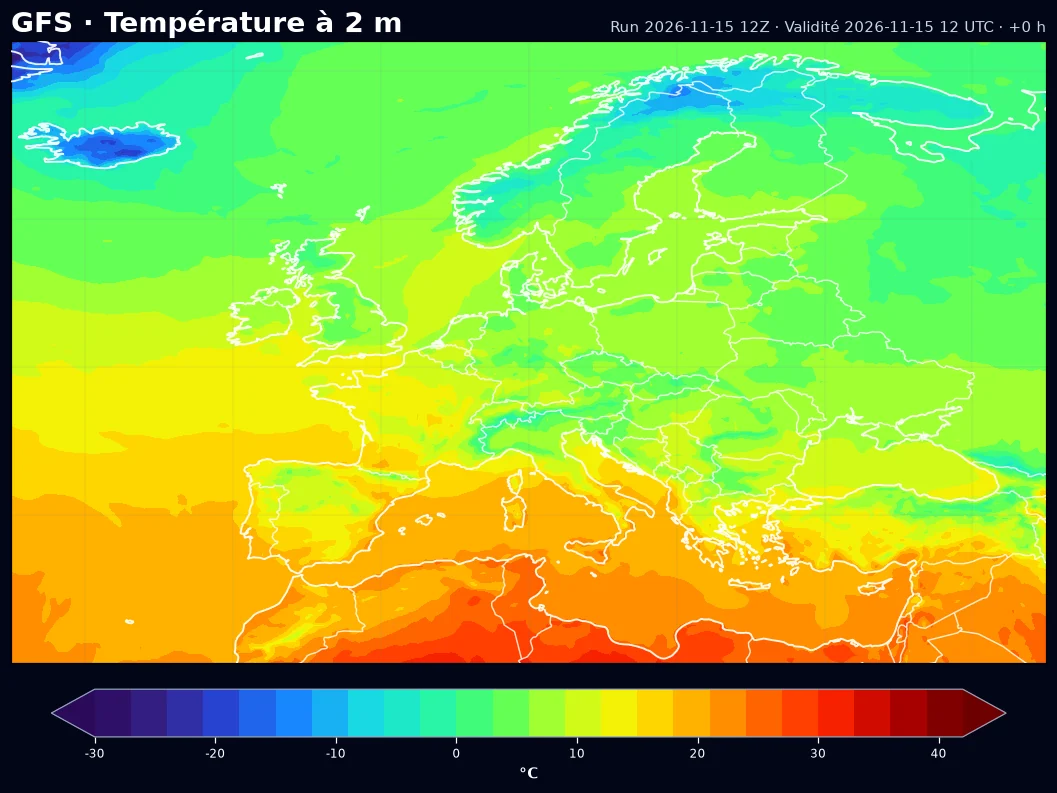 GFS · Température à 2 m
Run 2026-11-15 12Z · Validité 2026-11-15 12 UTC · +0 h
-30 -20 -10 0 10 20 30 40
°C